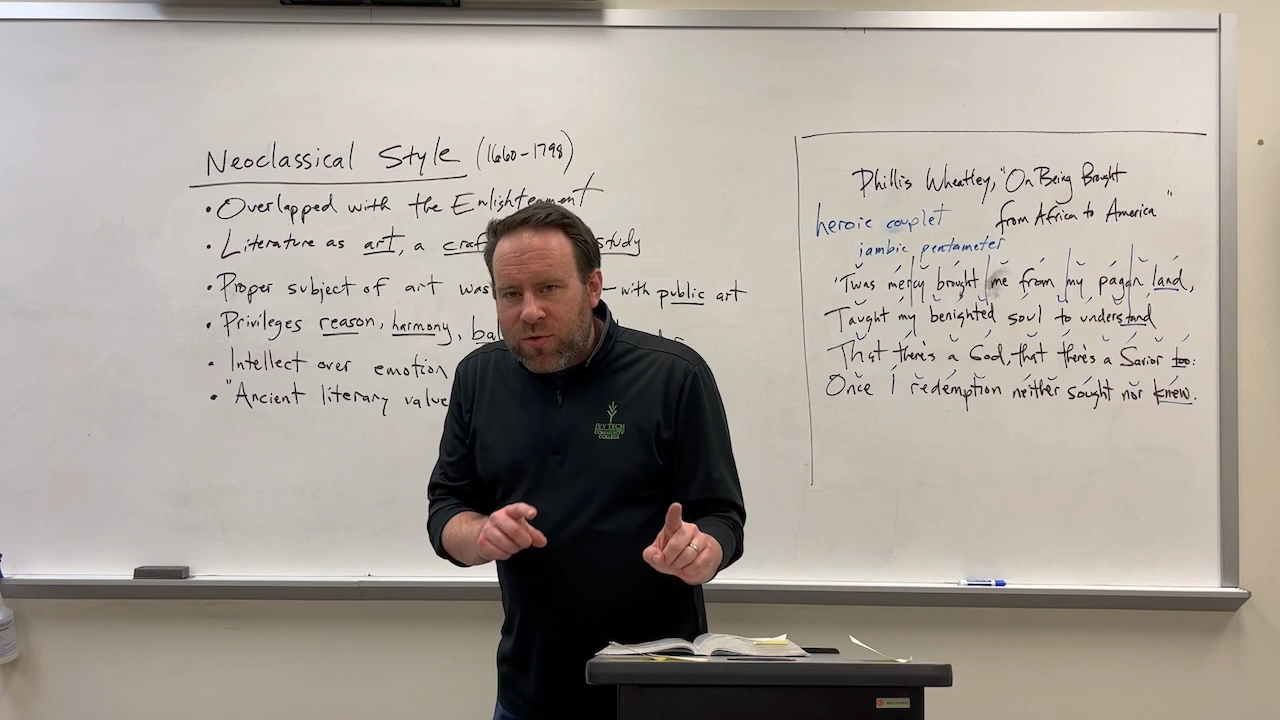 Neoclassical Style (1660-1798)
• Overlapped with the Enlightenment
• Literature as art, a craf study
• Proper subject of art was – with public art
• Privileges reason, harmony, ba
• Intellect over emotion
• "Ancient literary value
Phillis Wheatley, "On Being Brought
from Africa to America"
heroic couplet
iambic pentameter
'Twas mercy brought me from my pagan land,
Taught my benighted soul to understand
That there's a God, that there's a Savior too:
Once I redemption neither sought nor knew.
IVY TECH
COMMUNITY
COLLEGE